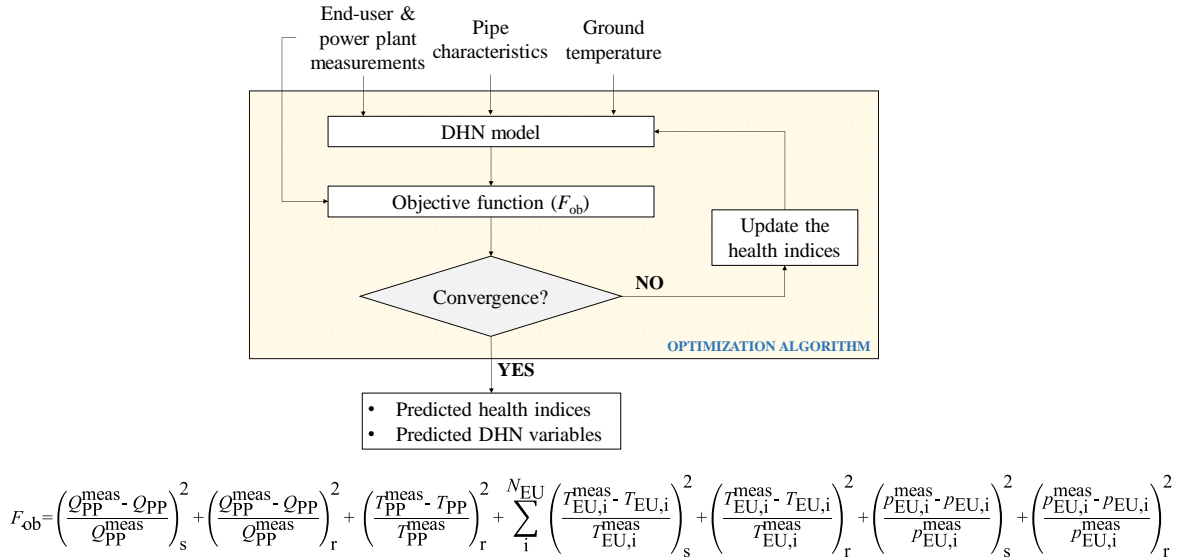 End-user &
power plant
measurements
Pipe
characteristics
Ground
temperature
DHN model
Objective function (F_ob)
Update the
health indices
Convergence?
NO
OPTIMIZATION ALGORITHM
YES
• Predicted health indices
• Predicted DHN variables
F_ob = ((Q_PP^meas - Q_PP)/Q_PP^meas)_s^2 + ((Q_PP^meas - Q_PP)/Q_PP^meas)_r^2 + ((T_PP^meas - T_PP)/T_PP^meas)_r^2 + ∑_i^N_EU ((T_EU,i^meas - T_EU,i)/T_EU,i^meas)_s^2 + ((T_EU,i^meas - T_EU,i)/T_EU,i^meas)_r^2 + ((p_EU,i^meas - p_EU,i)/p_EU,i^meas)_s^2 + ((p_EU,i^meas - p_EU,i)/p_EU,i^meas)_r^2